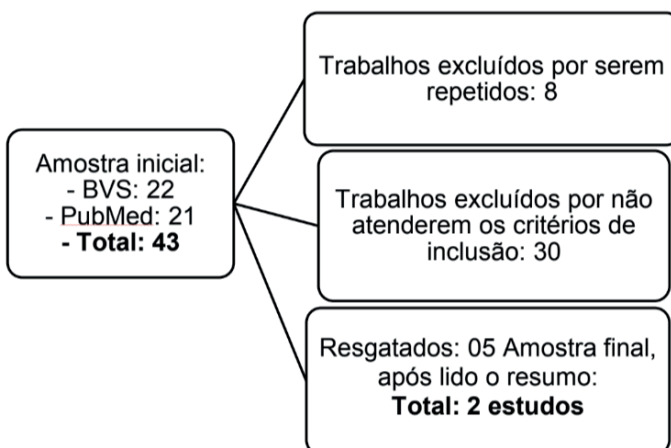 Amostra inicial:
- BVS: 22
- PubMed: 21
- Total: 43
Trabalhos excluídos por serem
repetidos: 8
Trabalhos excluídos por não
atenderem os critérios de
inclusão: 30
Resgatados: 05 Amostra final,
após lido o resumo:
Total: 2 estudos